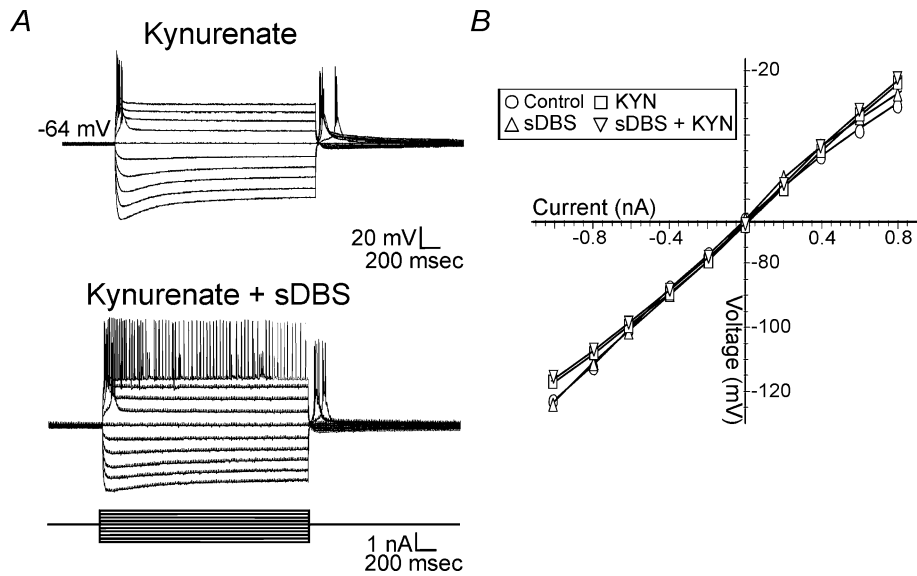 A
Kynurenate
-64 mV
20 mV
200 msec
Kynurenate + sDBS
1 nA
200 msec
B
-20
Control KYN
sDBS sDBS + KYN
Current (nA)
-0.8 -0.4 0.4 0.8
-80
-100
-120
Voltage (mV)